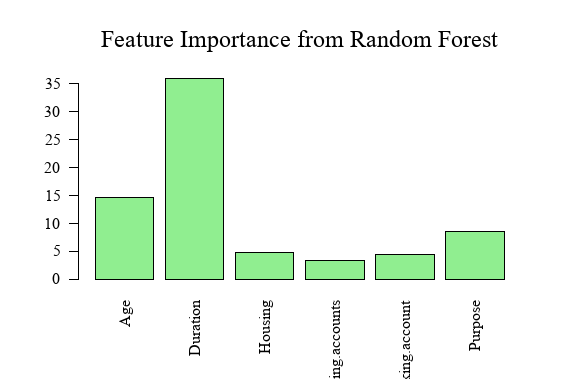 Feature Importance from Random Forest
35
30
25
20
15
10
5
0
Age
Duration
Housing
ing.accounts
king.account
Purpose